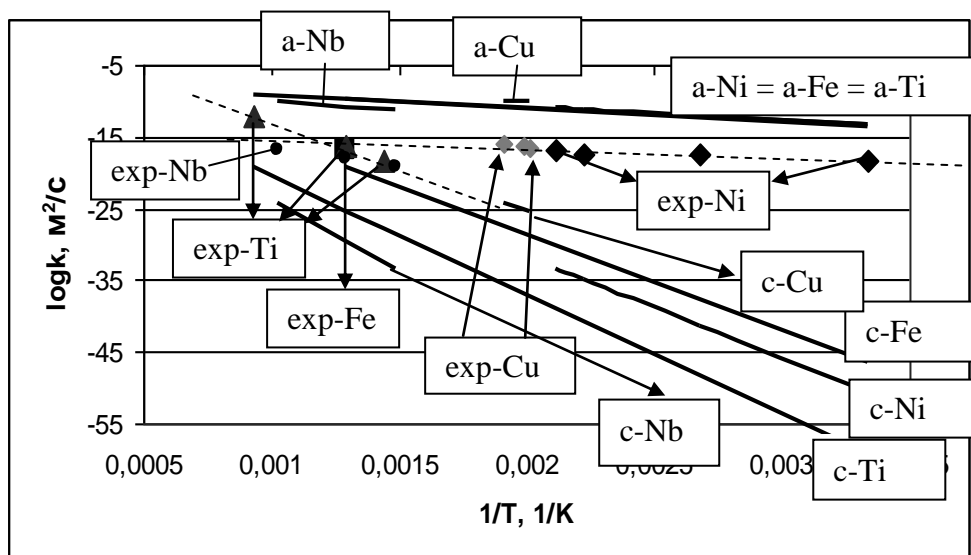 a-Nb
a-Cu
a-Ni = a-Fe = a-Ti
-5
-15
-25
-35
-45
-55
logk, м²/с
exp-Nb
exp-Ti
exp-Fe
exp-Cu
exp-Ni
c-Cu
c-Fe
c-Ni
c-Nb
c-Ti
0,0005
0,001
0,0015
0,002
1/T, 1/K